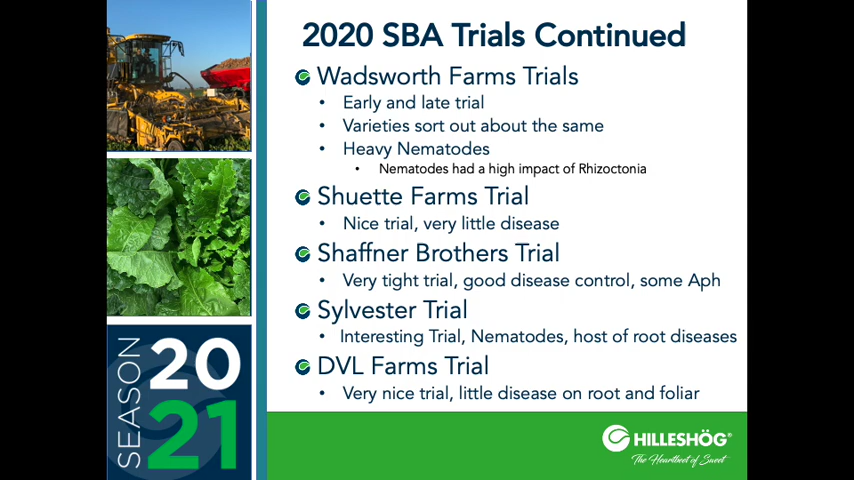 2020 SBA Trials Continued
Wadsworth Farms Trials
• Early and late trial
• Varieties sort out about the same
• Heavy Nematodes
• Nematodes had a high impact of Rhizoctonia
Shuette Farms Trial
• Nice trial, very little disease
Shaffner Brothers Trial
• Very tight trial, good disease control, some Aph
Sylvester Trial
• Interesting Trial, Nematodes, host of root diseases
DVL Farms Trial
• Very nice trial, little disease on root and foliar
SEASON
20
21
HILLESHÖG®
The Heartbeet of Sweet